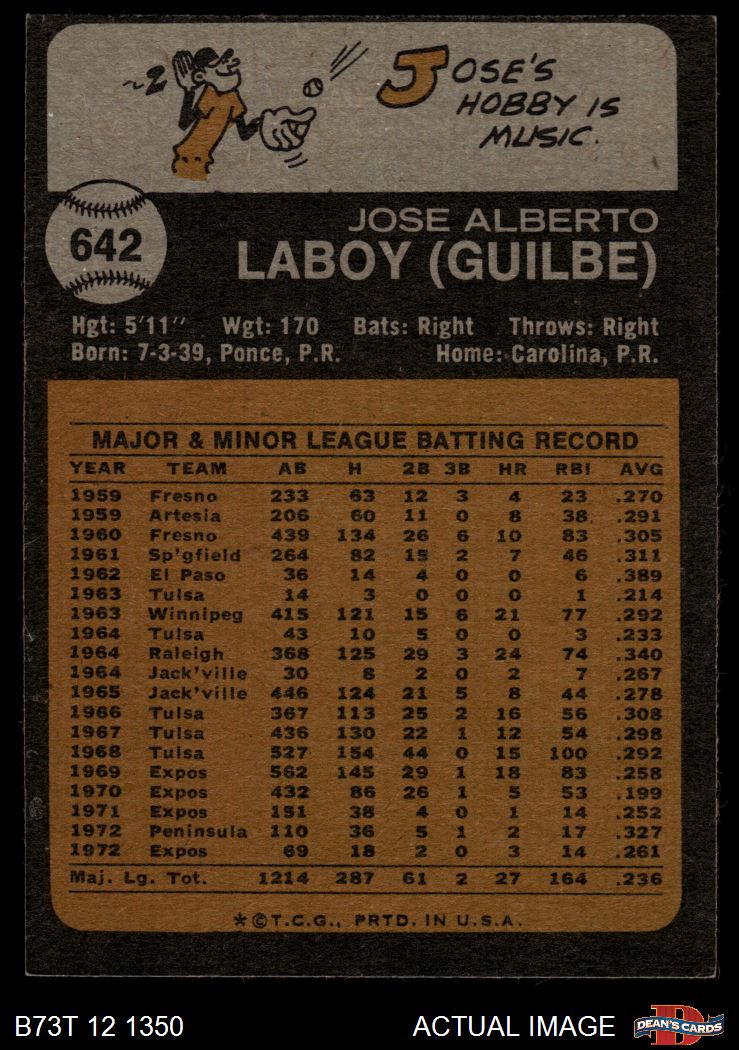 ~2
JOSE'S
HOBBY IS
MUSIC.
642
JOSE ALBERTO
LABOY (GUILBE)
Hgt: 5'11" Wgt: 170 Bats: Right Throws: Right
Born: 7-3-39, Ponce, P.R. Home: Carolina, P.R.
MAJOR & MINOR LEAGUE BATTING RECORD
YEAR TEAM AB H 2B 3B HR RBI AVG
1959 Fresno 233 63 12 3 4 23 .270
1959 Artesia 206 60 11 0 8 38 .291
1960 Fresno 439 134 26 6 10 83 .305
1961 Sp'gfield 264 82 15 2 7 46 .311
1962 El Paso 36 14 4 0 0 6 .389
1963 Tulsa 14 3 0 0 0 1 .214
1963 Winnipeg 415 121 15 6 21 77 .292
1964 Tulsa 43 10 5 0 0 3 .233
1964 Raleigh 368 125 29 3 24 74 .340
1964 Jack'ville 30 8 2 0 2 7 .267
1965 Jack'ville 446 124 21 5 8 44 .278
1966 Tulsa 367 113 25 2 16 56 .308
1967 Tulsa 436 130 22 1 12 54 .298
1968 Tulsa 527 154 44 0 15 100 .292
1969 Expos 562 145 29 1 18 83 .258
1970 Expos 432 86 26 1 5 53 .199
1971 Expos 151 38 4 0 1 14 .252
1972 Peninsula 110 36 5 1 2 17 .327
1972 Expos 69 18 2 0 3 14 .261
Maj. Lg. Tot. 1214 287 61 2 27 164 .236
*©T.C.G., PRTD. IN U.S.A.
B73T 12 1350 ACTUAL IMAGE DEAN'S CARDS